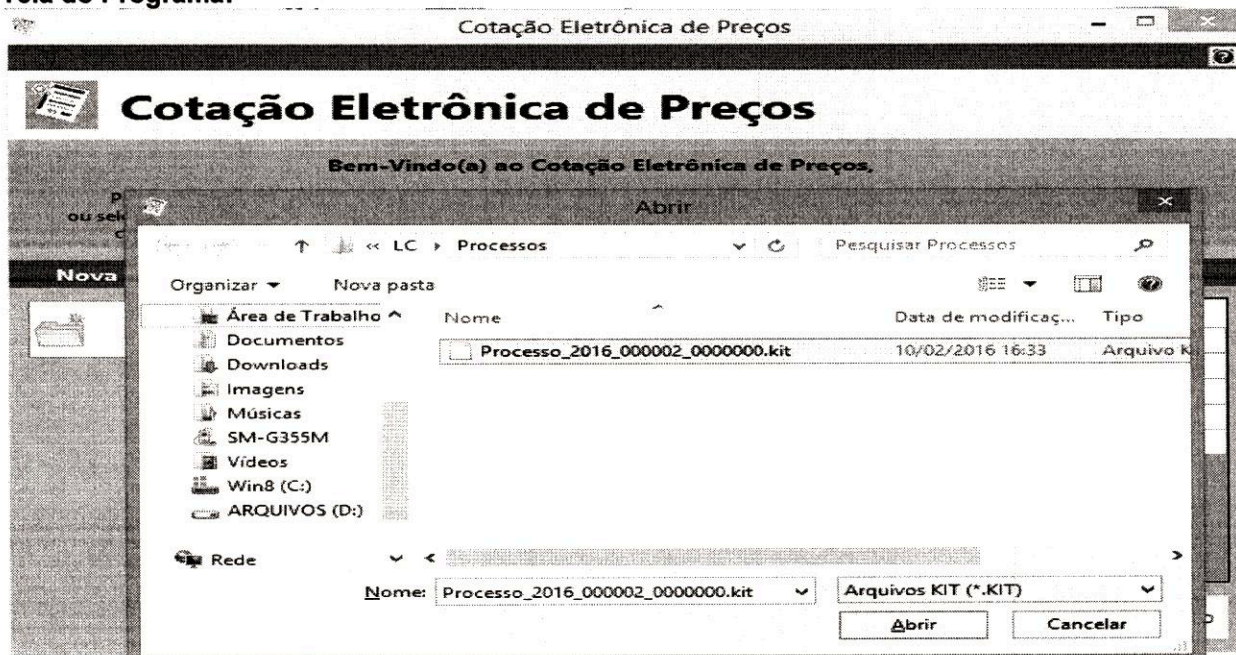 Tela do Programa:
Cotação Eletrônica de Preços
Cotação Eletrônica de Preços
Bem-Vindo(a) ao Cotação Eletrônica de Preços,
P
ou sele
C
Abrir
« LC Processos
Pesquisar Processos
Nova
Organizar
Nova pasta
Área de Trabalho
Documentos
Downloads
Imagens
Músicas
SM-G355M
Vídeos
Win8 (C:)
ARQUIVOS (D:)
Rede
Nome
Data de modificaç...
Tipo
Processo_2016_000002_0000000.kit
10/02/2016 16:33
Arquivo K
Nome:
Processo_2016_000002_0000000.kit
Arquivos KIT (*.KIT)
Abrir
Cancelar